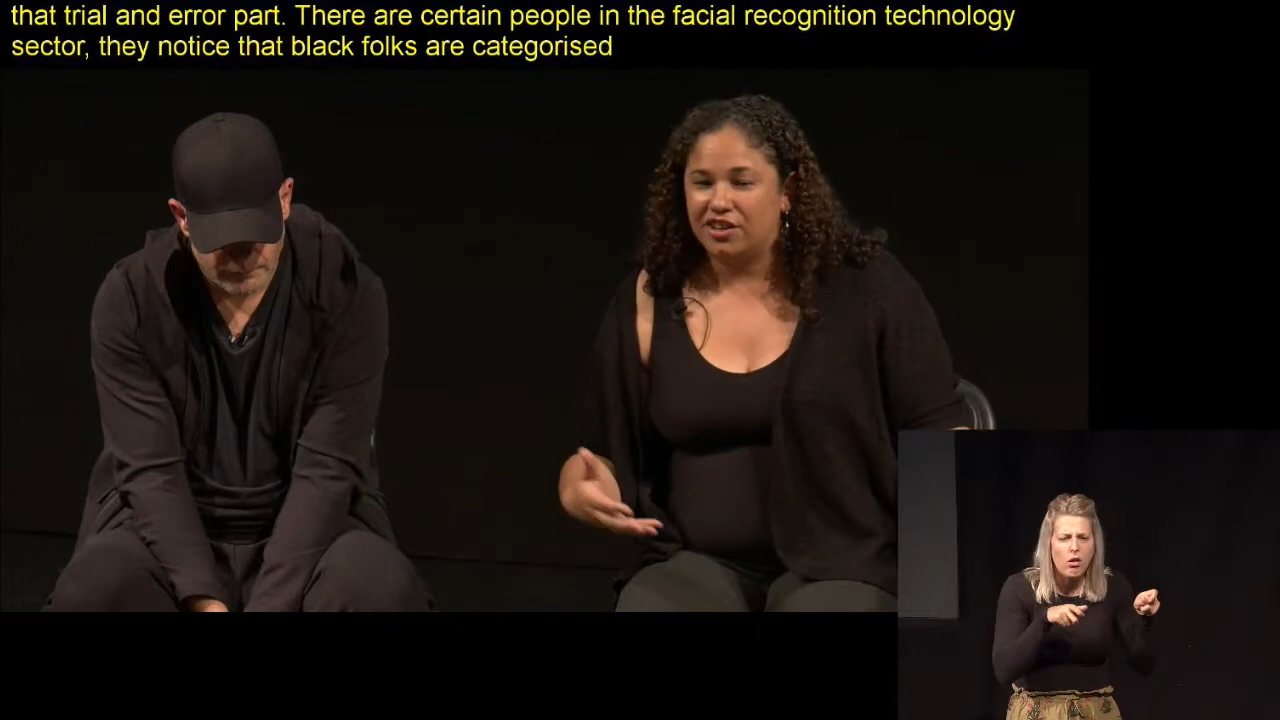 that trial and error part. There are certain people in the facial recognition technology
sector, they notice that black folks are categorised